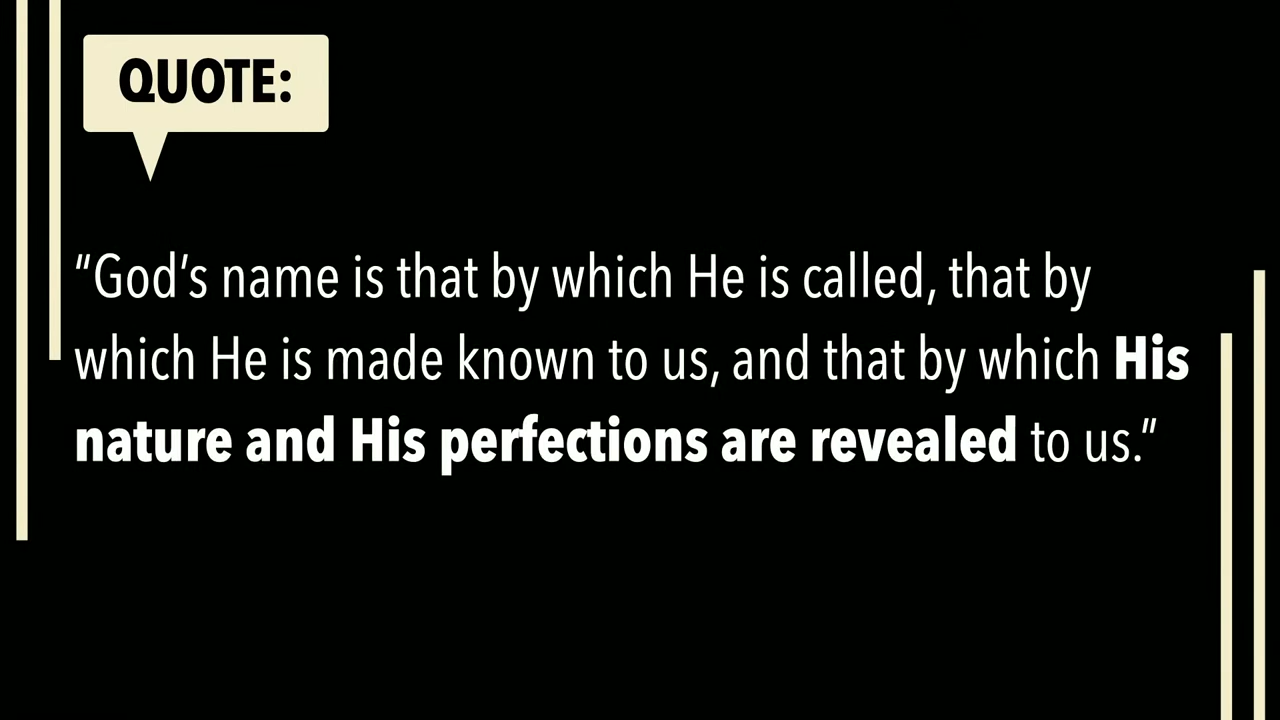 QUOTE:
“God’s name is that by which He is called, that by
which He is made known to us, and that by which His
nature and His perfections are revealed to us.”